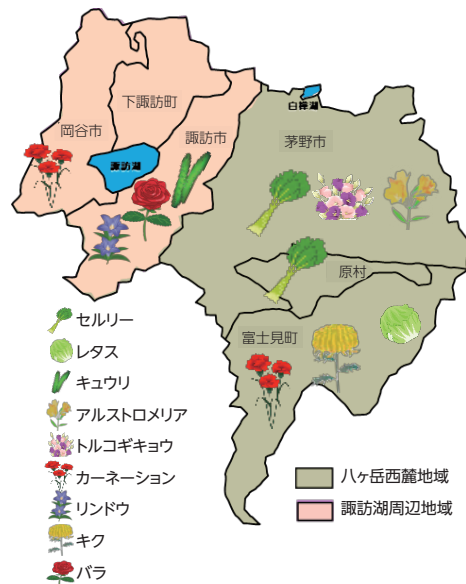 下諏訪町
白樺湖
岡谷市
諏訪市
茅野市
諏訪湖
原村
富士見町
セルリー
レタス
キュウリ
アルストロメリア
トルコギキョウ
カーネーション
リンドウ
キク
バラ
八ヶ岳西麓地域
諏訪湖周辺地域